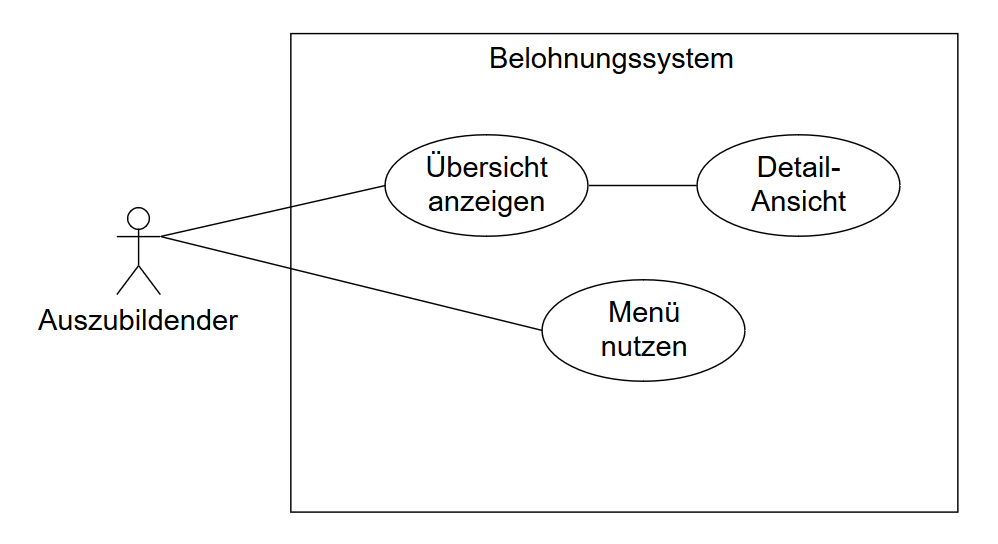 Belohnungssystem
Übersicht
anzeigen
Detail-
Ansicht
Auszubildender
Menü
nutzen